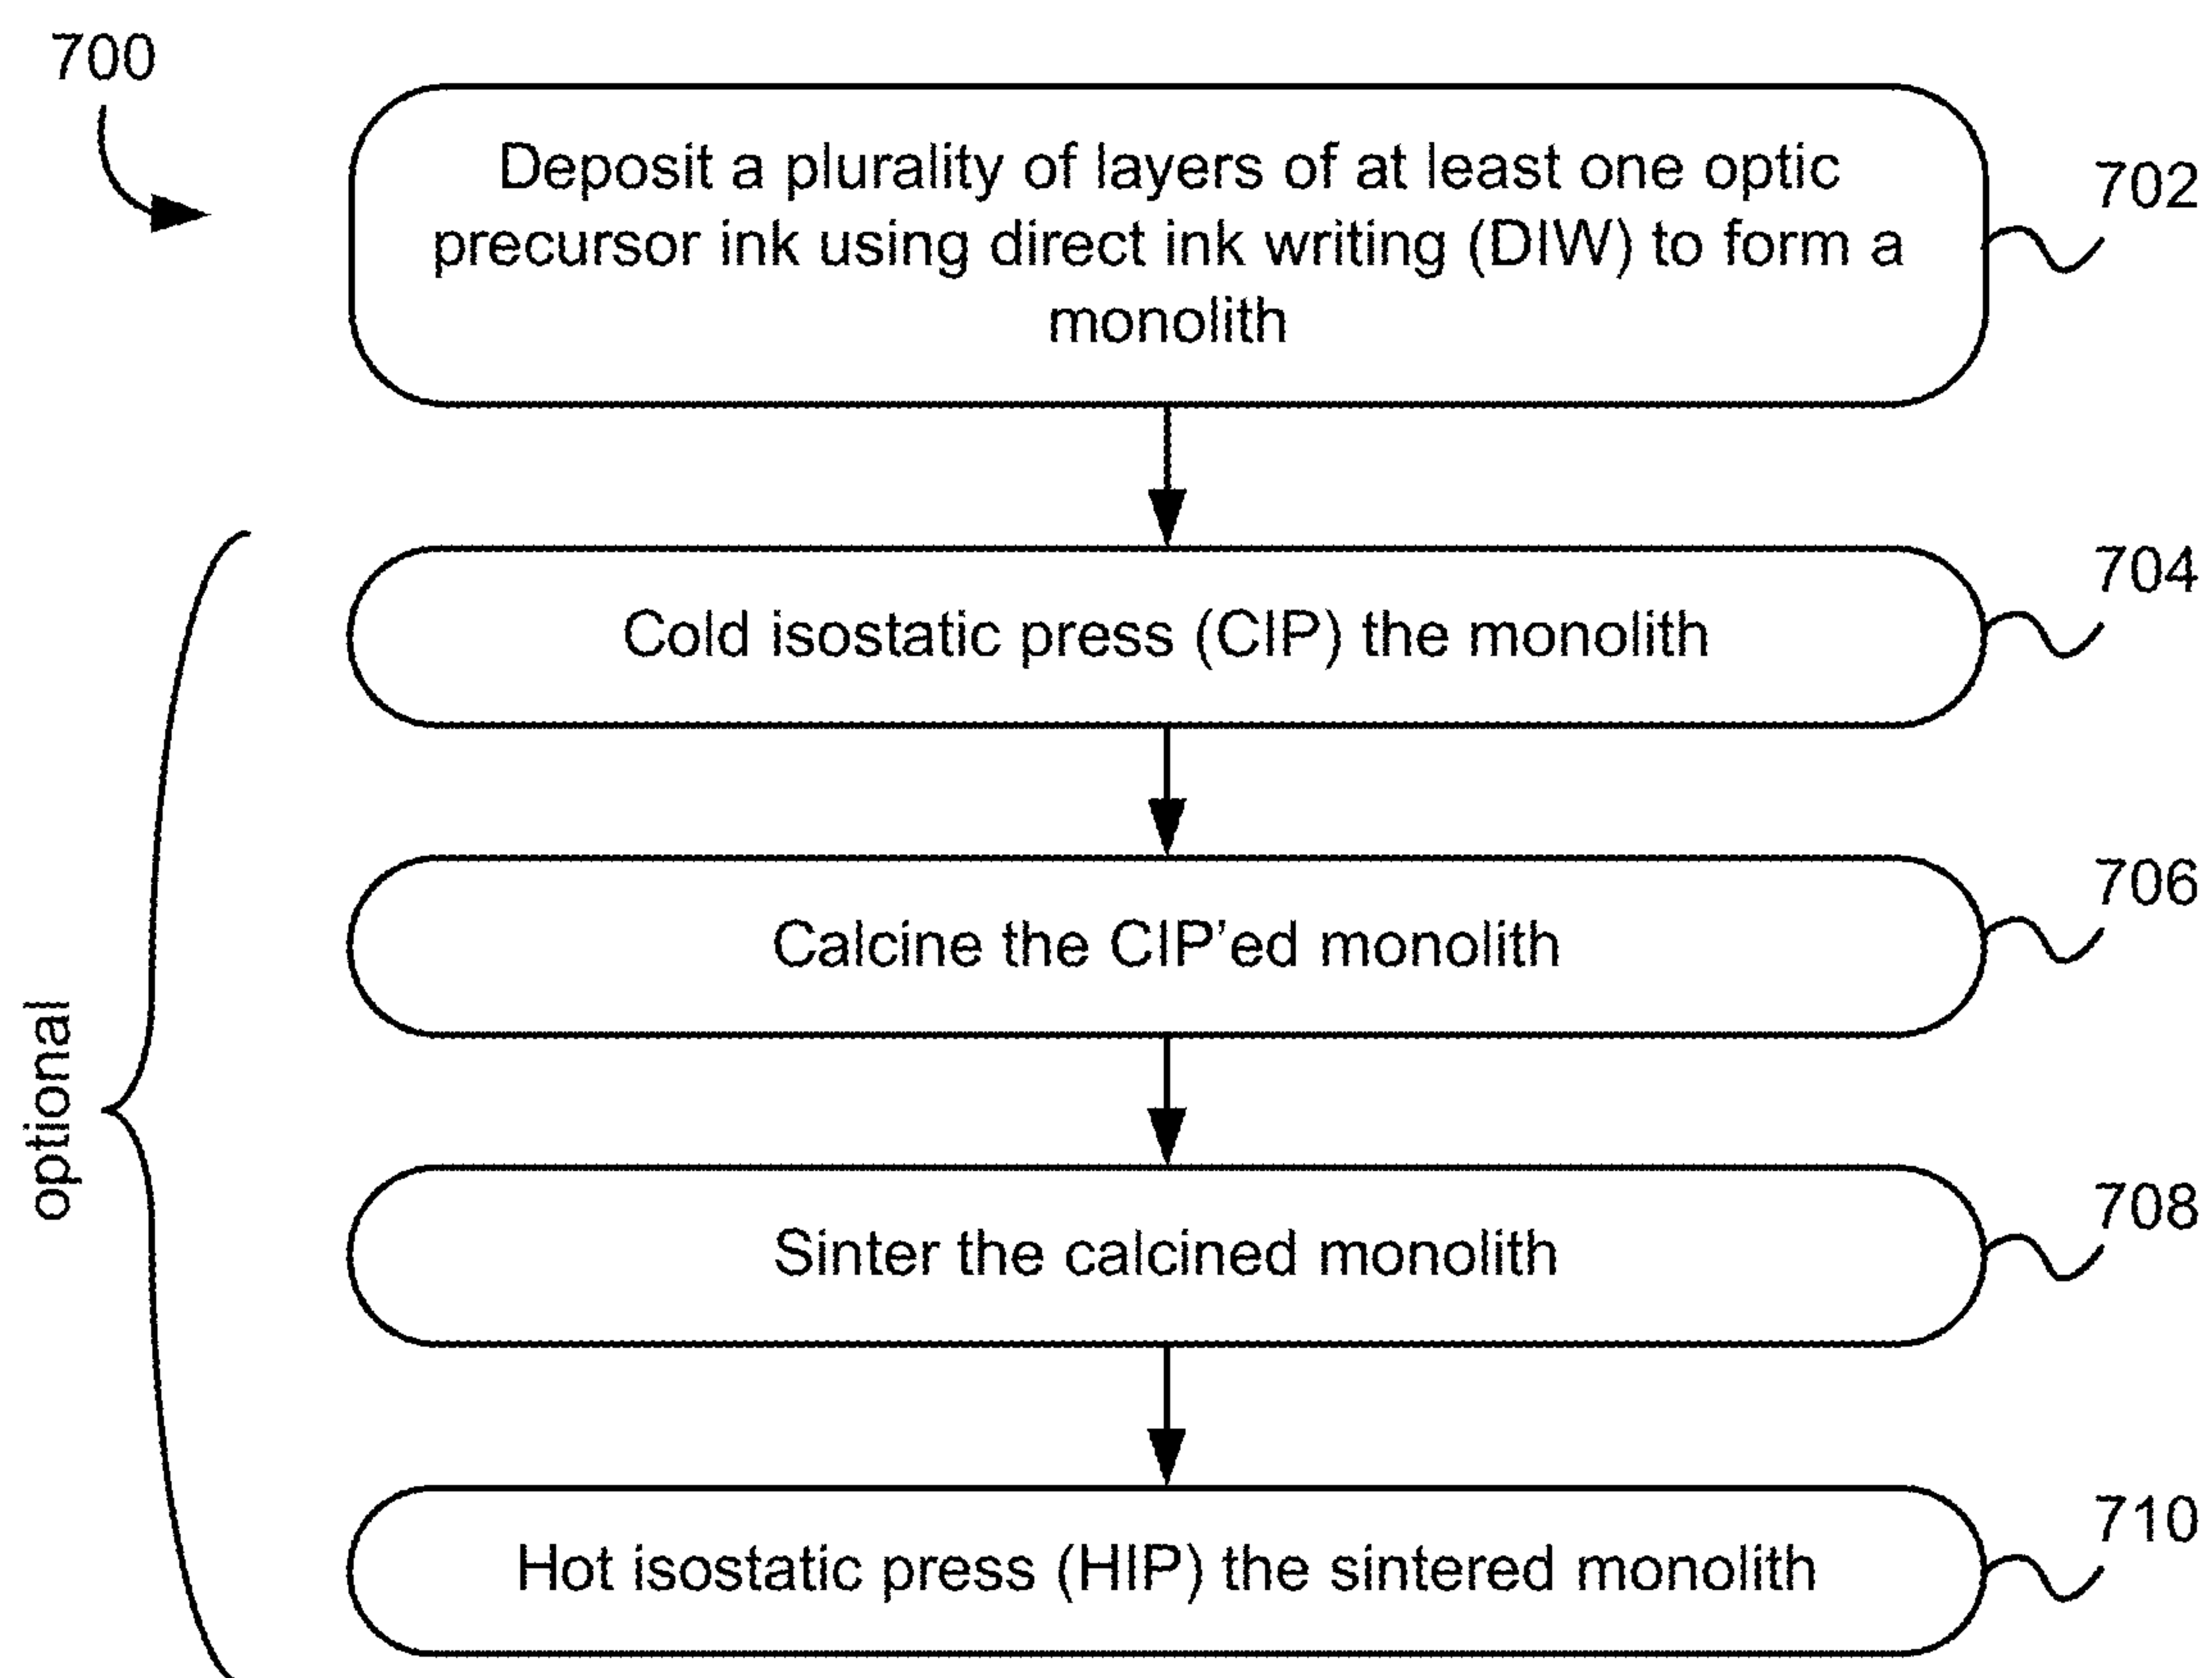 700
Deposit a plurality of layers of at least one optic
precursor ink using direct ink writing (DIW) to form a
monolith
702
Cold isostatic press (CIP) the monolith
704
Calcine the CIP’ed monolith
706
optional
Sinter the calcined monolith
708
Hot isostatic press (HIP) the sintered monolith
710